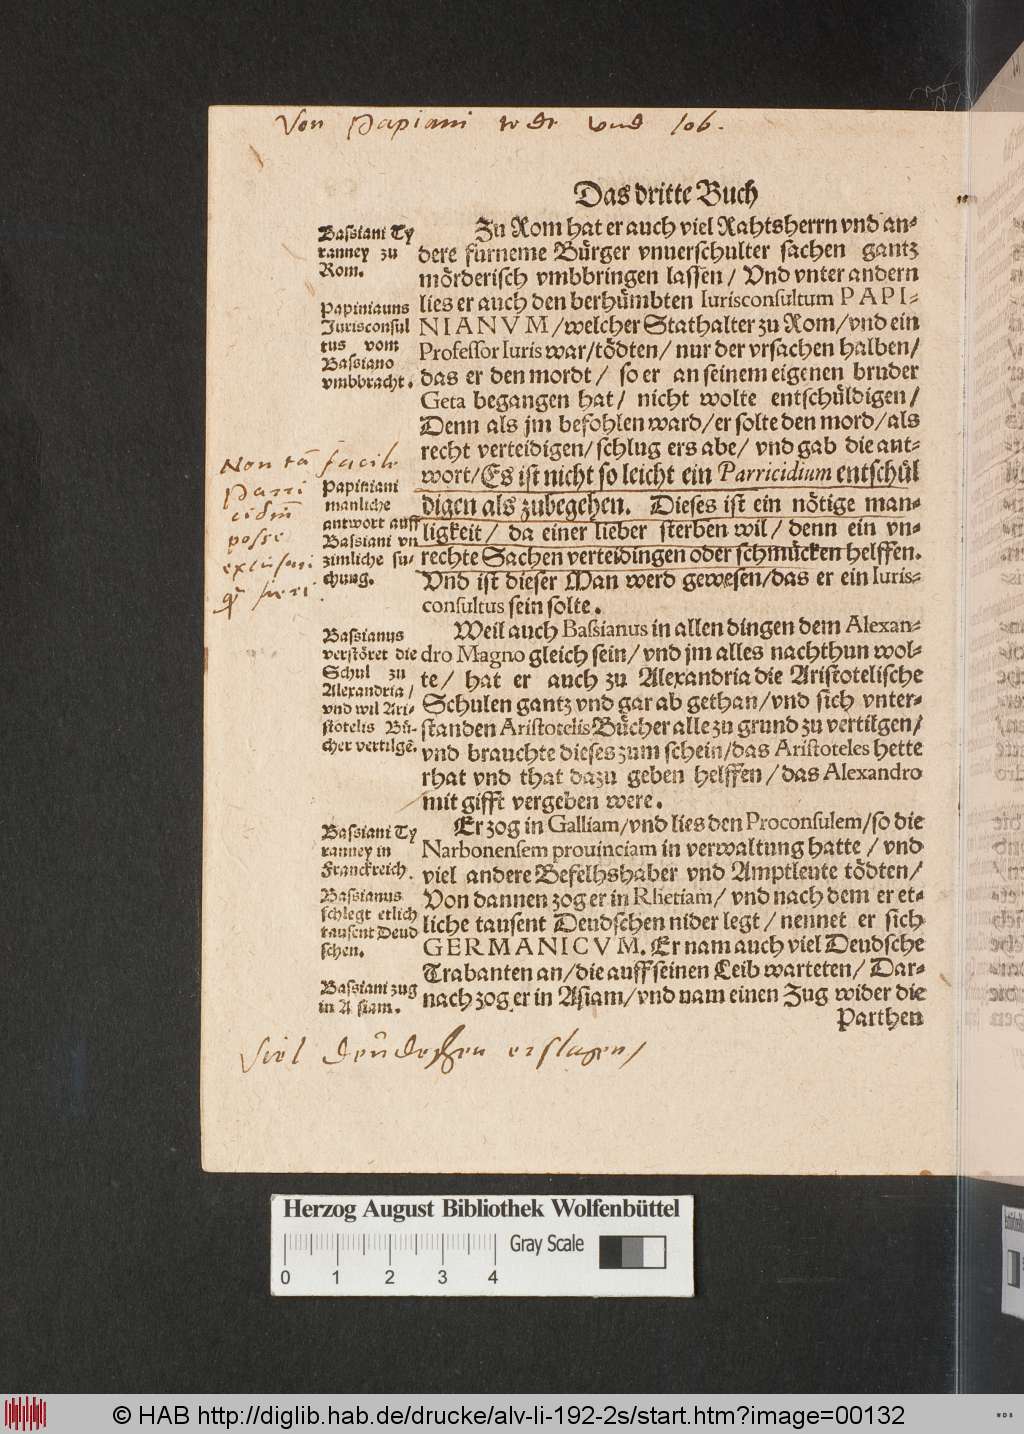 Von Papiani rede vnd lob.
Das dritte Buch
Zu Rom hat er auch viel Rahtsherrn vnd an-
dere fürneme Bürger vnuerschulter sachen gantz
mörderisch vmbbringen lassen / Vnd vnter andern
lies er auch den berhümbten Iurisconsultum PAPI-
NIANVM / welcher Stathalter zu Rom / vnd ein
Professor Iuris war / tödten / nur der vrsachen halben /
das er den mordt / so er an seinem eigenen bruder
Geta begangen hat / nicht wolte entschüldigen /
Denn als jm befohlen ward / er solte den mord / als
recht verteidigen / schlug ers abe / vnd gab die ant-
wort / Es ist nicht so leicht ein Parricidium entschül
digen als zubegehen. Dieses ist ein nötige man-
ligkeit / da einer lieber sterben wil / denn ein vn-
rechte Sachen verteidingen oder schmücken helffen.
Vnd ist dieser Man werd gewesen / das er ein Iuris-
consultus sein solte.
Weil auch Bassianus in allen dingen dem Alexan-
dro Magno gleich sein / vnd jm alles nachthun wol-
te / hat er auch zu Alexandria die Aristotelische
Schulen gantz vnd gar ab gethan / vnd sich vnter-
standen Aristotelis Bücher alle zu grund zu vertilgen /
vnd brauchte dieses zum schein / das Aristoteles hette
rhat vnd that dazu geben helffen / das Alexandro
mit gifft vergeben were.
Er zog in Galliam / vnd lies den Proconsulem / so die
Narbonensem prouinciam in verwaltung hatte / vnd
viel andere Befelhshaber vnd Amptleute tödten /
Von dannen zog er in Rhetiam / vnd nach dem er et-
liche tausent Deudschen nider legt / nennet er sich
GERMANICVM. Er nam auch viel Deudsche
Trabanten an / die auff seinen Leib warteten / Dar-
nach zog er in Asiam / vnd nam einen Zug wider die
Parthen
Bassiani Ty
ranney zu
Rom.
Papinianus
Jurisconsul
tus vom
Bassiano
vmbbracht.
Non tā facile
Parri
cidiū
posse
excusari
fieri.
Papiniani
manliche
antwort auff
Bassiani vn
zimliche su-
chung.
Bassianus
verstöret die
Schul zu
Alexandria /
vnd wil Ari-
stotelis Bü-
cher vertilgē.
Bassiani Ty
ranney in
Franckreich.
Bassianus
schlegt etlich
tausent Deud
schen.
Bassiani zug
in Asiam.
Viel deudschen erslagen /
Herzog August Bibliothek Wolfenbüttel
0 1 2 3 4
Gray Scale
© HAB http://diglib.hab.de/drucke/alv-li-192-2s/start.htm?image=00132